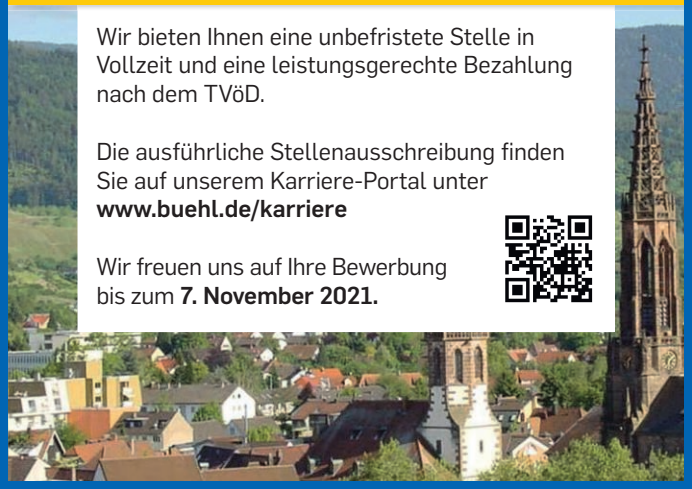 Wir bieten Ihnen eine unbefristete Stelle in
Vollzeit und eine leistungsgerechte Bezahlung
nach dem TVöD.
Die ausführliche Stellenausschreibung finden
Sie auf unserem Karriere-Portal unter
www.buehl.de/karriere
Wir freuen uns auf Ihre Bewerbung
bis zum 7. November 2021.